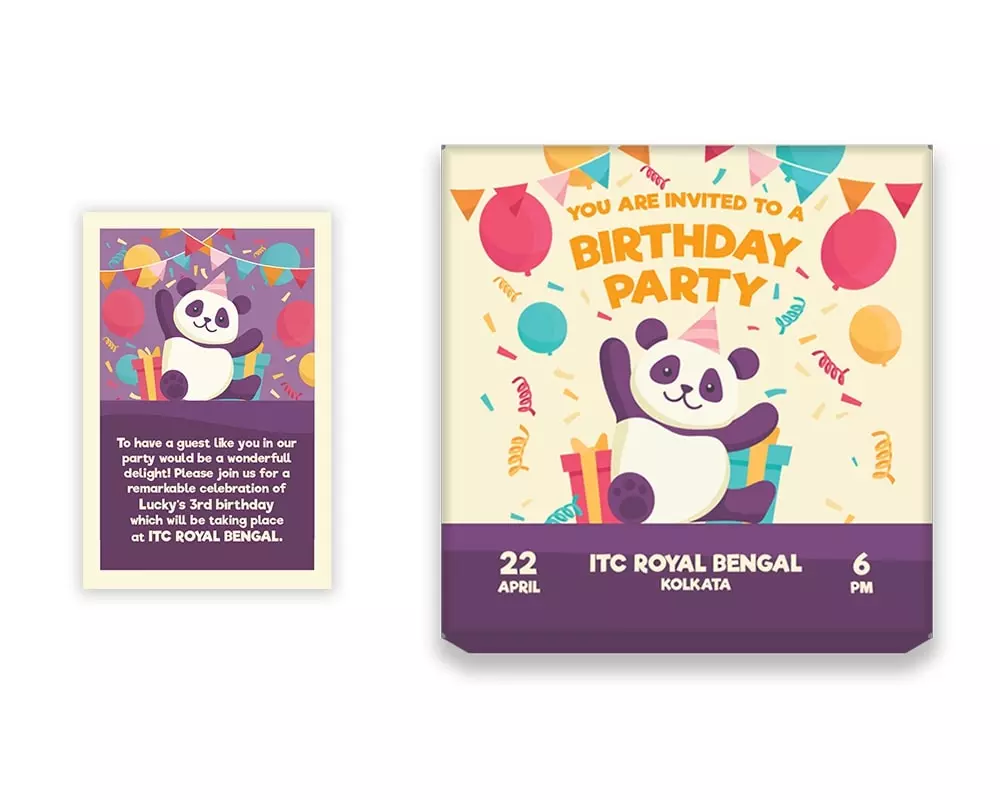 To have a guest like you in our
party would be a wonderfull
delight! Please join us for a
remarkable celebration of
Lucky's 3rd birthday
which will be taking place
at ITC ROYAL BENGAL.
YOU ARE INVITED TO A
BIRTHDAY
PARTY
22
APRIL
ITC ROYAL BENGAL
KOLKATA
6
PM